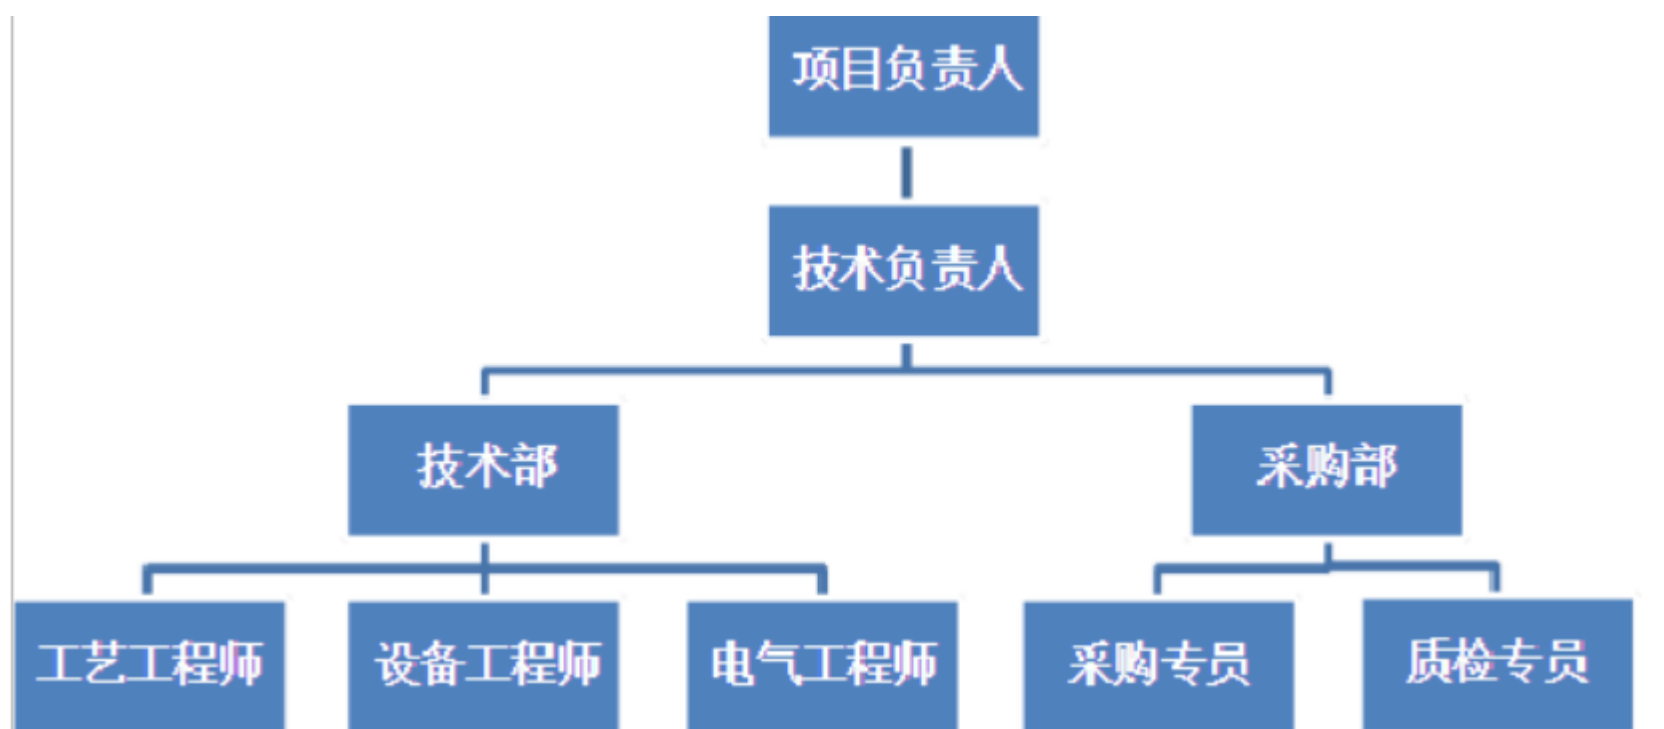 项目负责人
技术负责人
技术部
采购部
工艺工程师
设备工程师
电气工程师
采购专员
质检专员